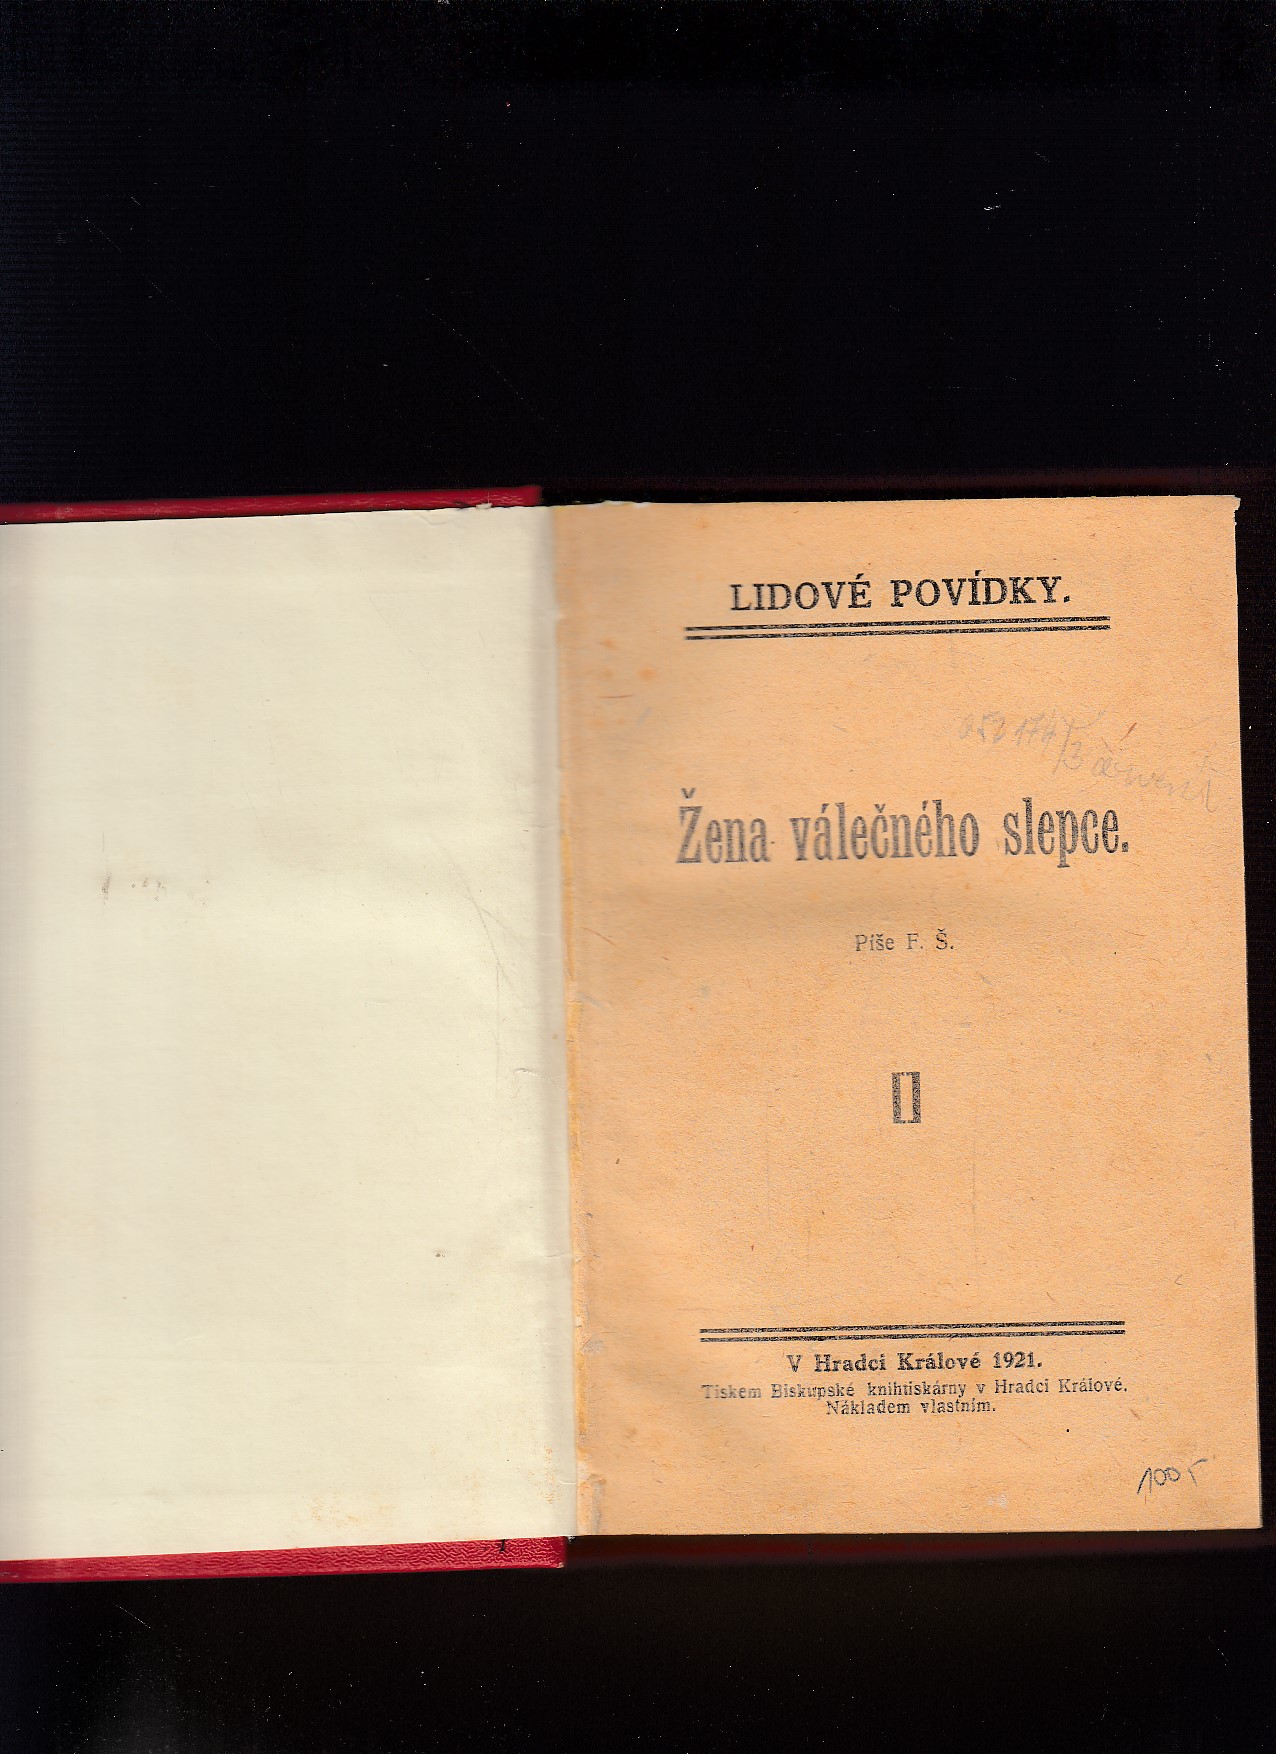 LIDOVÉ POVÍDKY.
Žena válečného slepce.
Píše F. Š.
V Hradci Králové 1921.
Tiskem Biskupské knihtiskárny v Hradci Králové.
Nákladem vlastním.